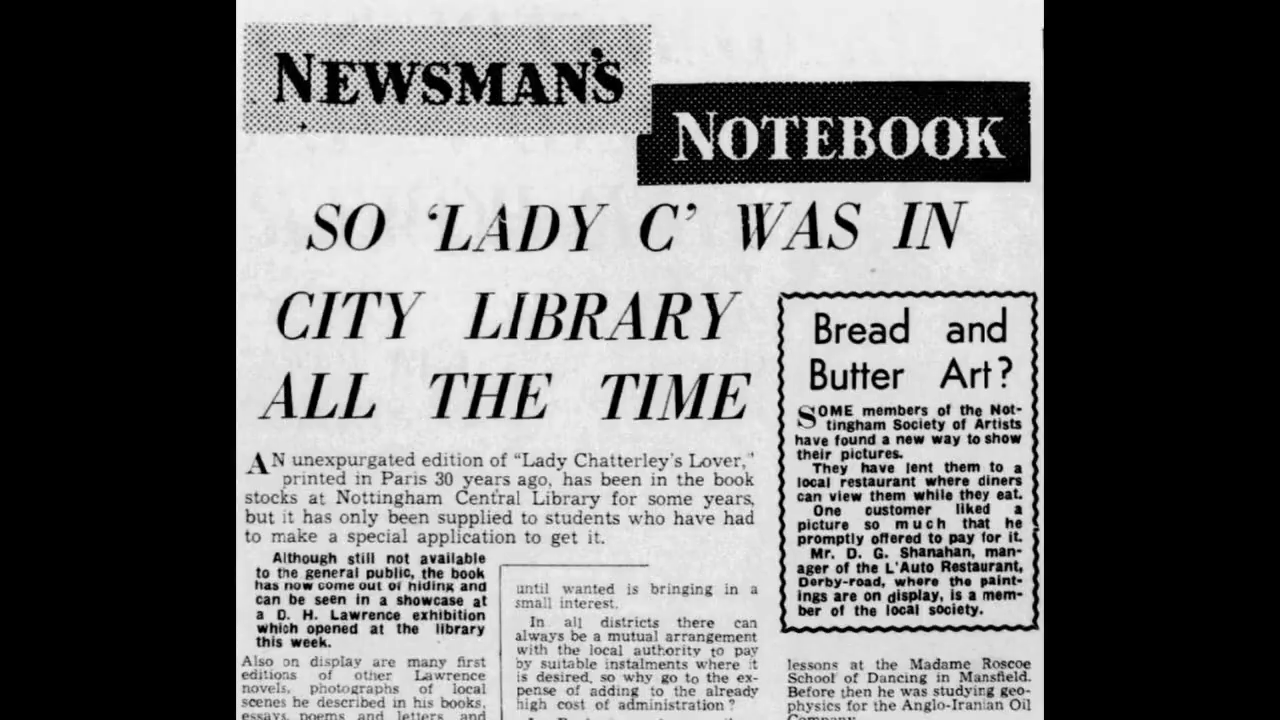 NEWSMAN'S
NOTEBOOK
SO ‘LADY C’ WAS IN
CITY LIBRARY
ALL THE TIME
AN unexpurgated edition of "Lady Chatterley's Lover,"
printed in Paris 30 years ago, has been in the book
stocks at Nottingham Central Library for some years,
but it has only been supplied to students who have had
to make a special application to get it.
Although still not available
to the general public, the book
has now come out of hiding and
can be seen in a showcase at
a D. H. Lawrence exhibition
which opened at the library
this week.
Also on display are many first
editions of other Lawrence
novels, photographs of local
scenes he described in his books,
essays, poems and letters, and
until wanted is bringing in a
small interest.
In all districts there can
always be a mutual arrangement
with the local authority to pay
by suitable instalments where it
is desired, so why go to the ex-
pense of adding to the already
high cost of administration?
Bread and
Butter Art?
SOME members of the Not-
tingham Society of Artists
have found a new way to show
their pictures.
They have lent them to a
local restaurant where diners
can view them while they eat.
One customer liked a
picture so much that he
promptly offered to pay for it.
Mr. D. G. Shanahan, man-
ager of the L'Auto Restaurant,
Derby-road, where the paint-
ings are on display, is a mem-
ber of the local society.
lessons at the Madame Roscoe
School of Dancing in Mansfield.
Before then he was studying geo-
physics for the Anglo-Iranian Oil
Company.